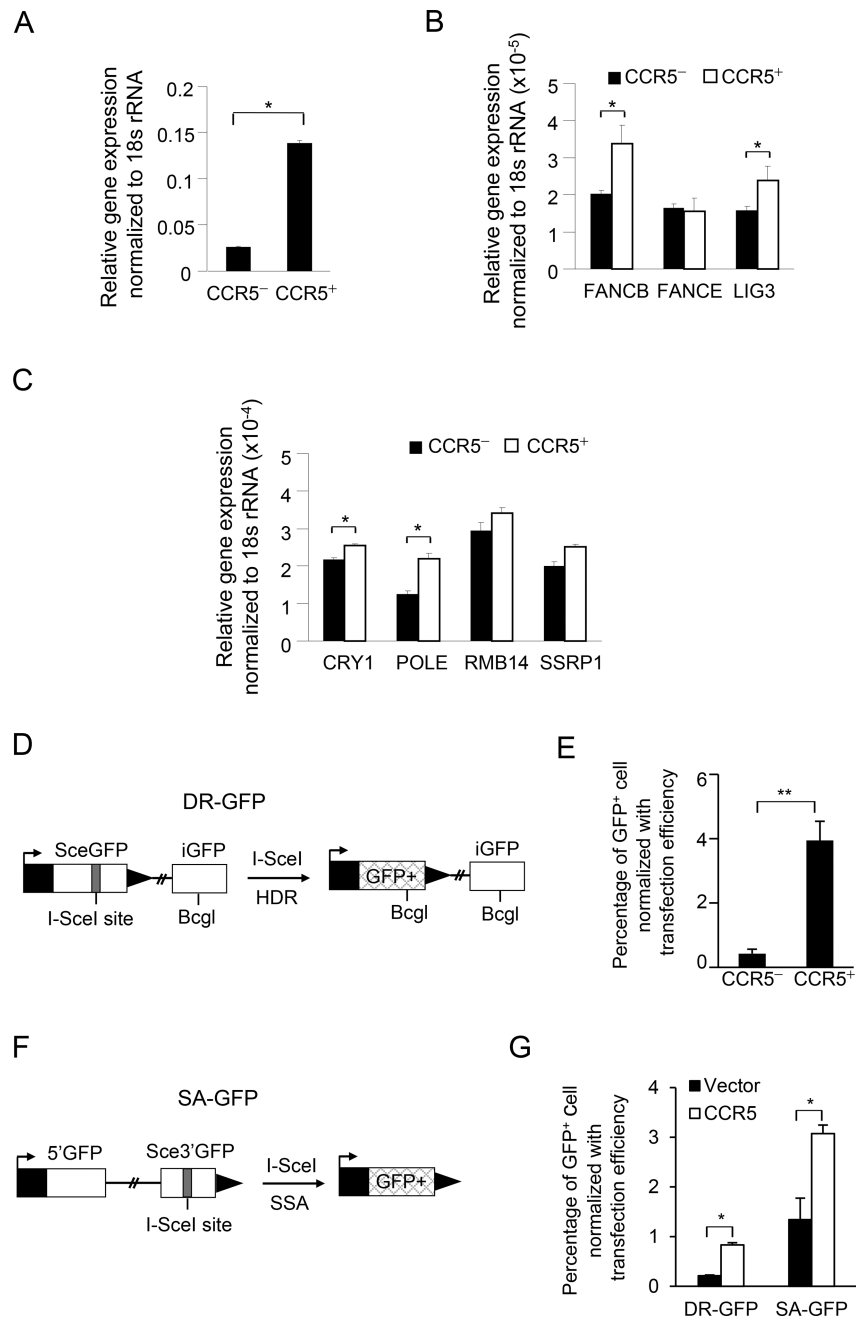 A
Relative gene expression
normalized to 18s rRNA
0.2
0.15
0.1
0.05
0
*
CCR5⁻ CCR5⁺
B
Relative gene expression
normalized to 18s rRNA (x10⁻⁵)
5
4
3
2
1
0
CCR5⁻ CCR5⁺
*
*
FANCB FANCE LIG3
C
Relative gene expression
normalized to 18s rRNA (x10⁻⁴)
5
4
3
2
1
0
CCR5⁻ CCR5⁺
*
*
CRY1 POLE RMB14 SSRP1
D
DR-GFP
SceGFP iGFP
I-SceI site
BcgI
I-SceI
HDR
iGFP
GFP+
BcgI
BcgI
E
Percentage of GFP⁺ cell
normalized with
transfection efficiency
6
4
2
0
**
CCR5⁻ CCR5⁺
F
SA-GFP
5'GFP Sce3'GFP
I-SceI site
I-SceI
SSA
GFP+
G
Percentage of GFP⁺ cell
normalized with
transfection efficiency
4
3
2
1
0
Vector
CCR5
*
*
DR-GFP SA-GFP